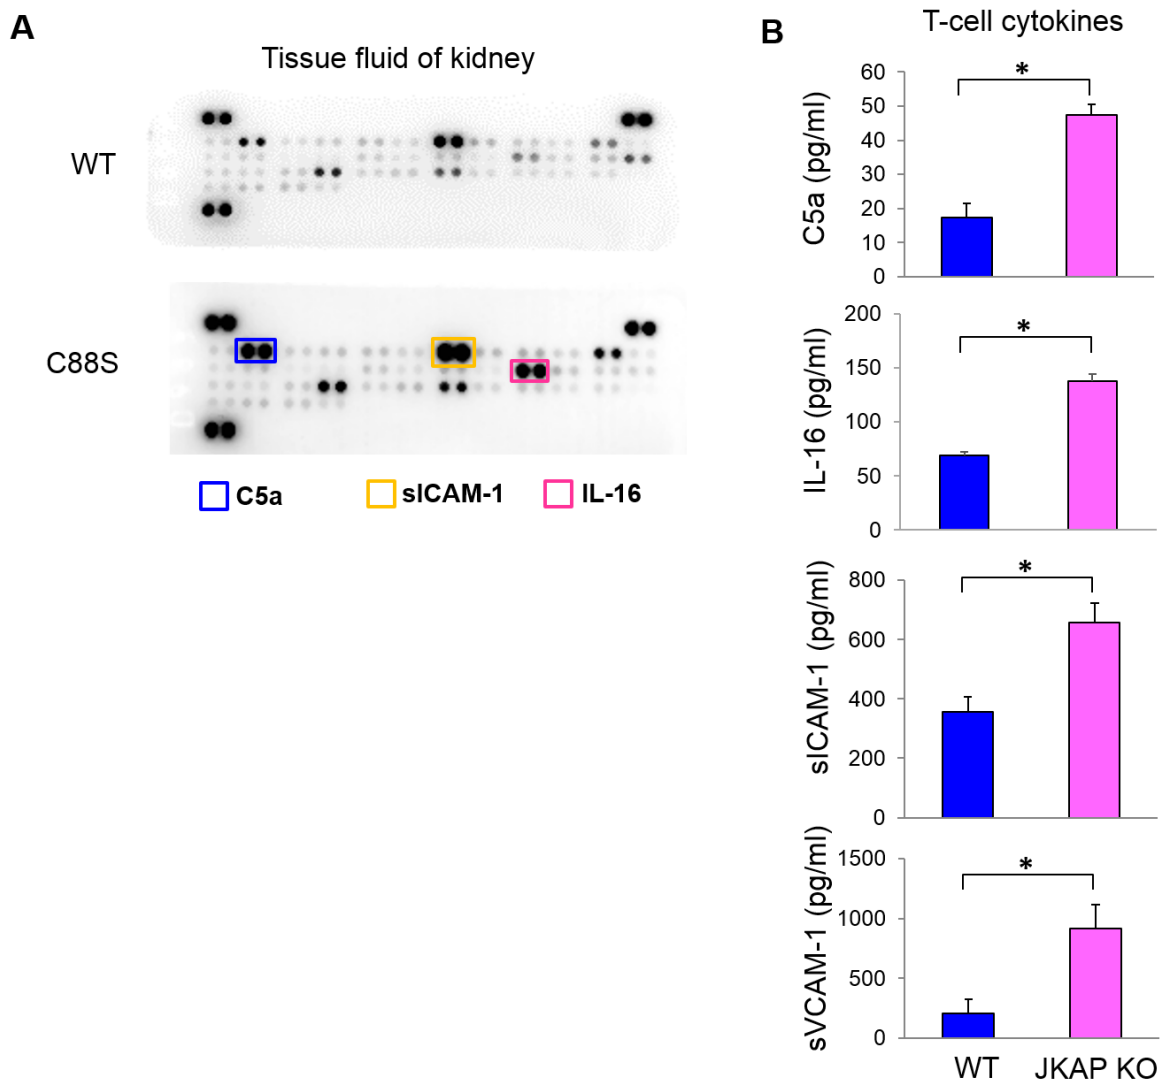 A
Tissue fluid of kidney
WT
C88S
C5a
sICAM-1
IL-16
B
T-cell cytokines
C5a (pg/ml)
60
50
40
30
20
10
0
*
IL-16 (pg/ml)
200
150
100
50
0
*
sICAM-1 (pg/ml)
800
600
400
200
0
*
sVCAM-1 (pg/ml)
1500
1000
500
0
*
WT
JKAP KO